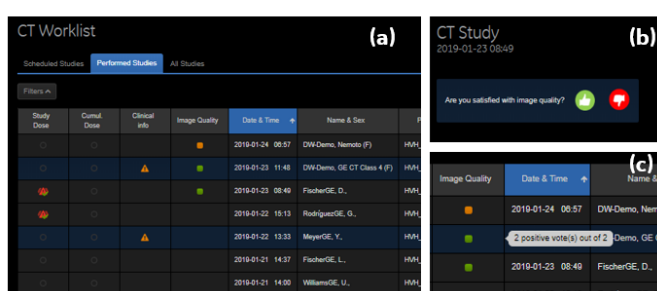 CT Worklist
(a)
Scheduled Studies Performed Studies All Studies
Filters
Study Dose Cumul. Dose Clinical info Image Quality Date & Time Name & Sex P
2019-01-24 06:57 DW-Demo, Nemoto (F) HVH_
2019-01-23 11:48 DW-Demo, GE CT Class 4 (F) HVH_
2019-01-23 08:49 FischerGE, D., HVH_
2019-01-22 15:13 RodríguezGE, G., HVH_
2019-01-22 13:33 MeyerGE, Y., HVH_
2019-01-21 14:37 FischerGE, L., HVH_
2019-01-21 14:00 WilliamsGE, U., HVH_
CT Study
(b)
2019-01-23 08:49
Are you satisfied with image quality?
(c)
Image Quality Date & Time Name &
2019-01-24 06:57 DW-Demo, Nem
2 positive vote(s) out of 2 Demo, GE
2019-01-23 08:49 FischerGE, D.,